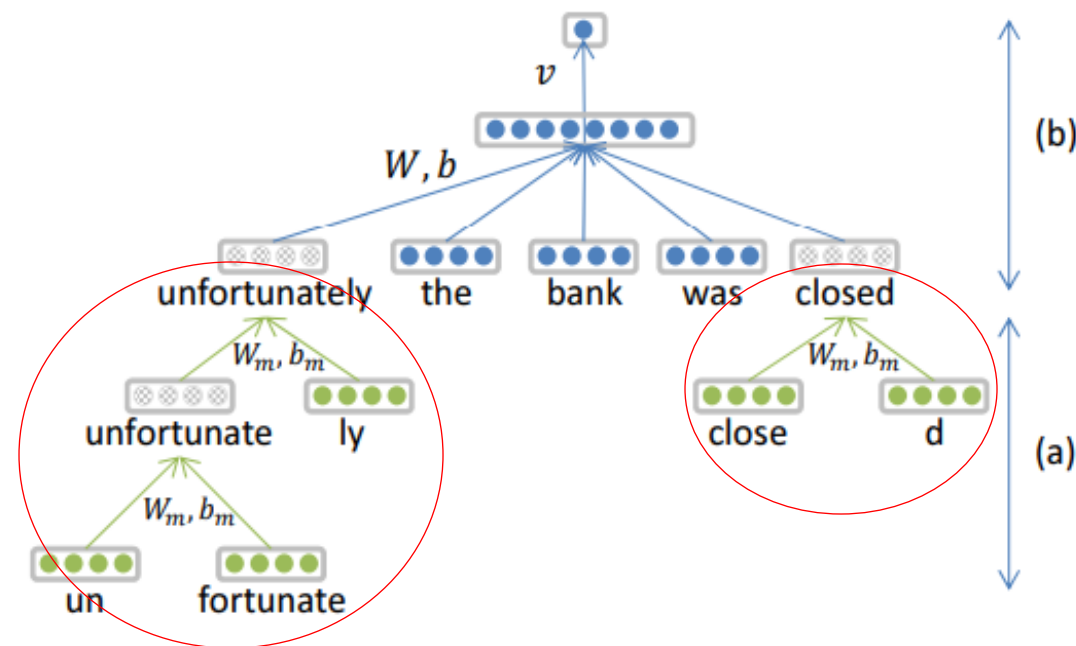 v
(b)
W, b
unfortunately the bank was closed
W_m, b_m W_m, b_m
unfortunate ly close d
(a)
W_m, b_m
un fortunate